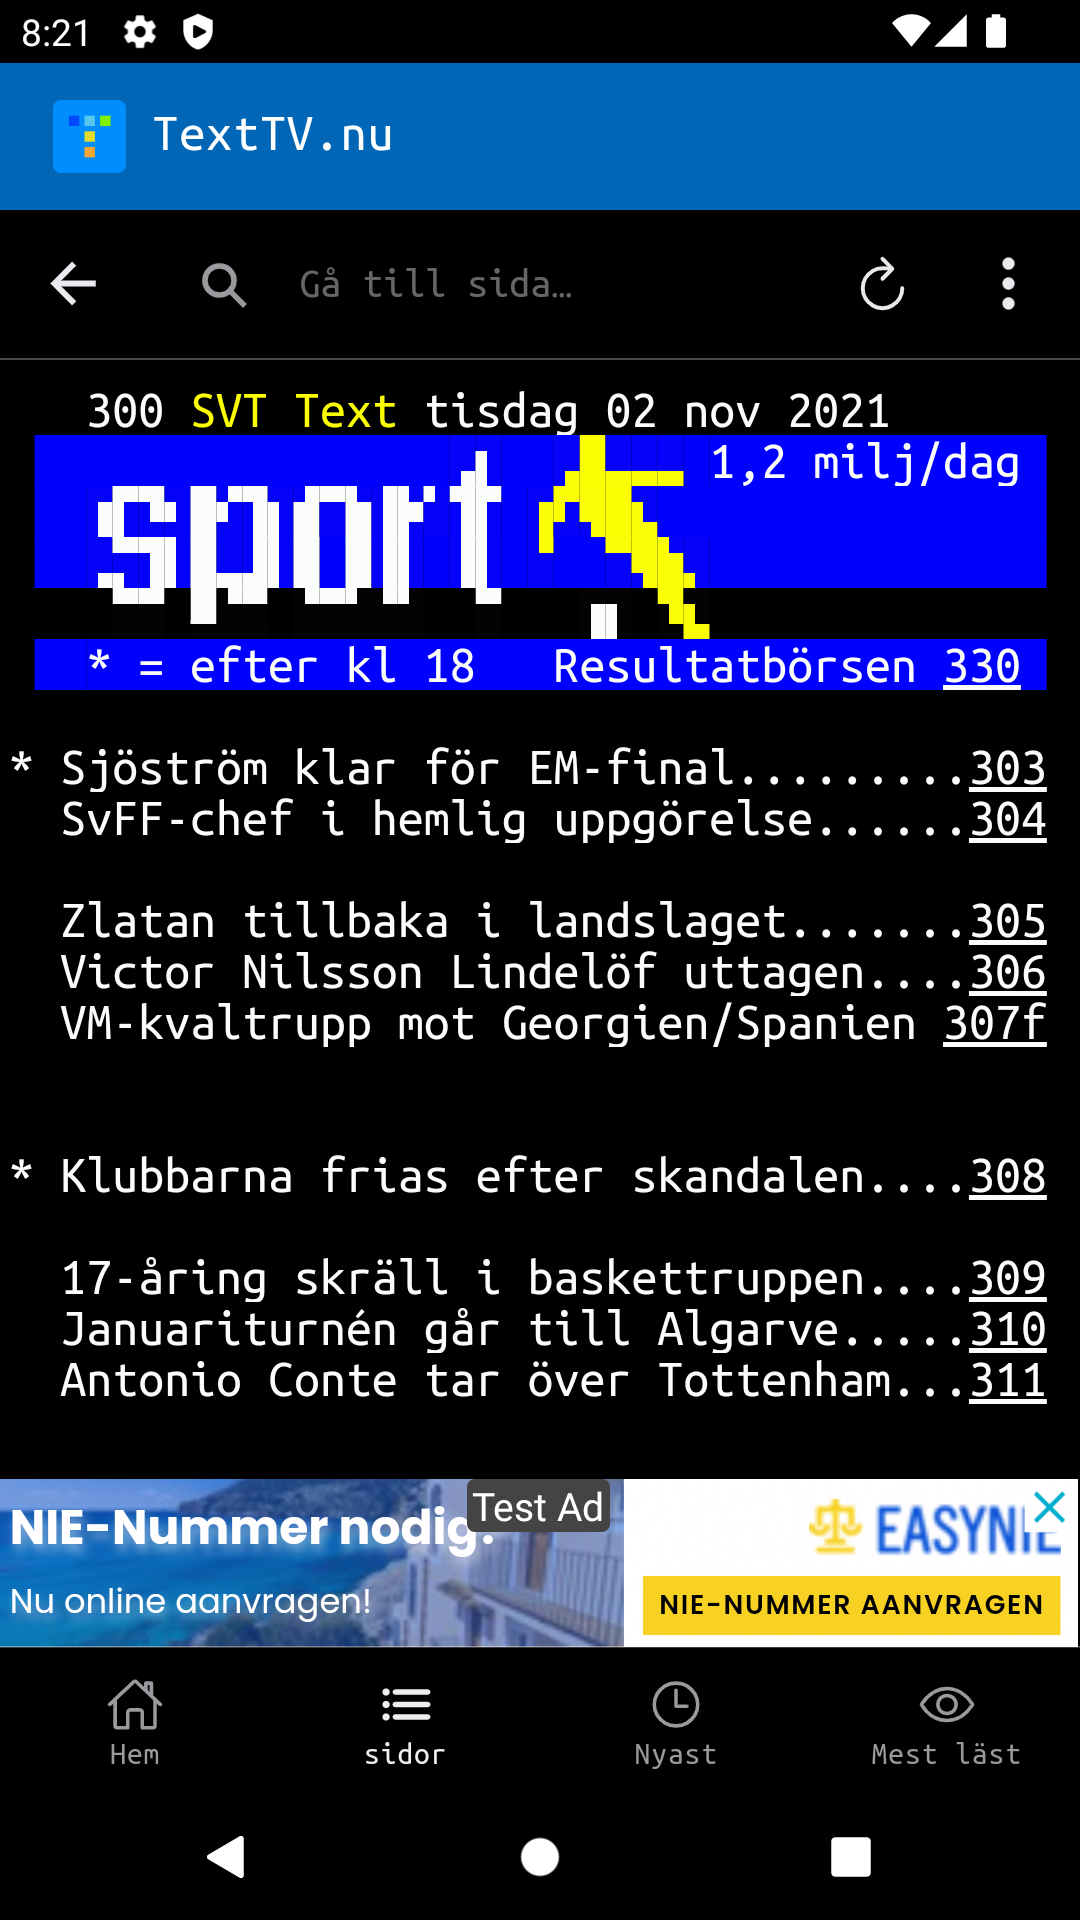 8:21
TextTV.nu
Gå till sida…
300 SVT Text tisdag 02 nov 2021
1,2 milj/dag
sport
* = efter kl 18 Resultatbörsen 330
* Sjöström klar för EM-final.........303
SvFF-chef i hemlig uppgörelse......304
Zlatan tillbaka i landslaget.......305
Victor Nilsson Lindelöf uttagen....306
VM-kvaltrupp mot Georgien/Spanien 307f
* Klubbarna frias efter skandalen....308
17-åring skräll i baskettruppen....309
Januariturnén går till Algarve.....310
Antonio Conte tar över Tottenham...311
Test Ad
NIE-Nummer nodig?
Nu online aanvragen!
EASYNIE
NIE-NUMMER AANVRAGEN
Hem
sidor
Nyast
Mest läst